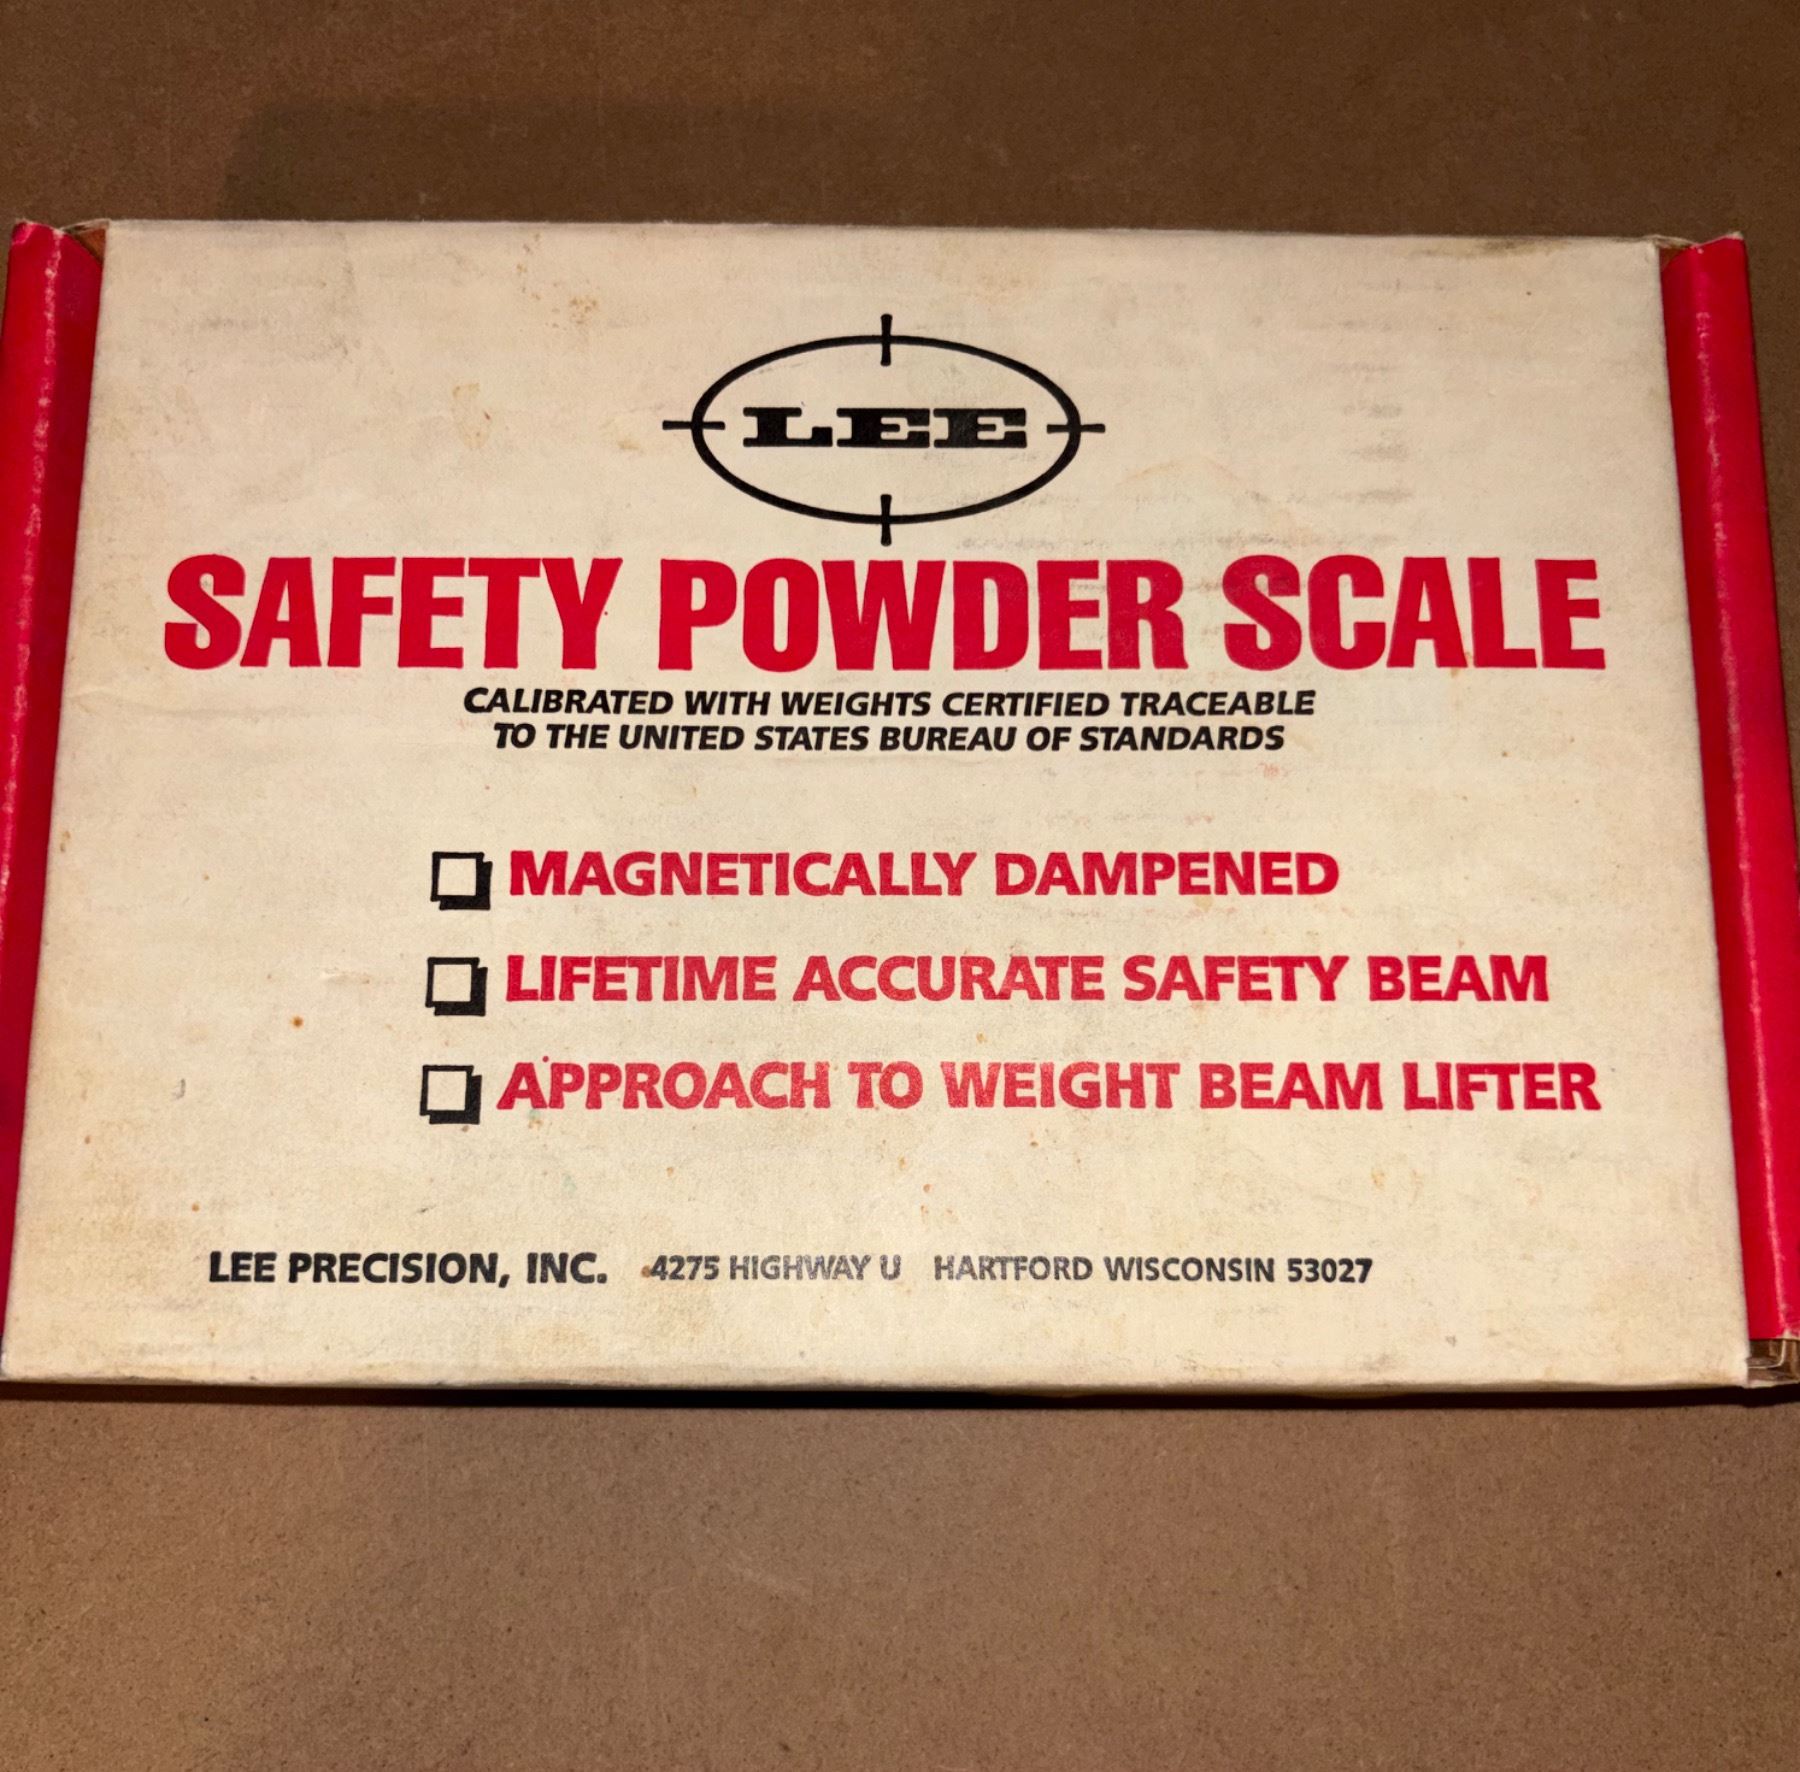 LEE
SAFETY POWDER SCALE
CALIBRATED WITH WEIGHTS CERTIFIED TRACEABLE
TO THE UNITED STATES BUREAU OF STANDARDS
MAGNETICALLY DAMPENED
LIFETIME ACCURATE SAFETY BEAM
APPROACH TO WEIGHT BEAM LIFTER
LEE PRECISION, INC. 4275 HIGHWAY U HARTFORD WISCONSIN 53027